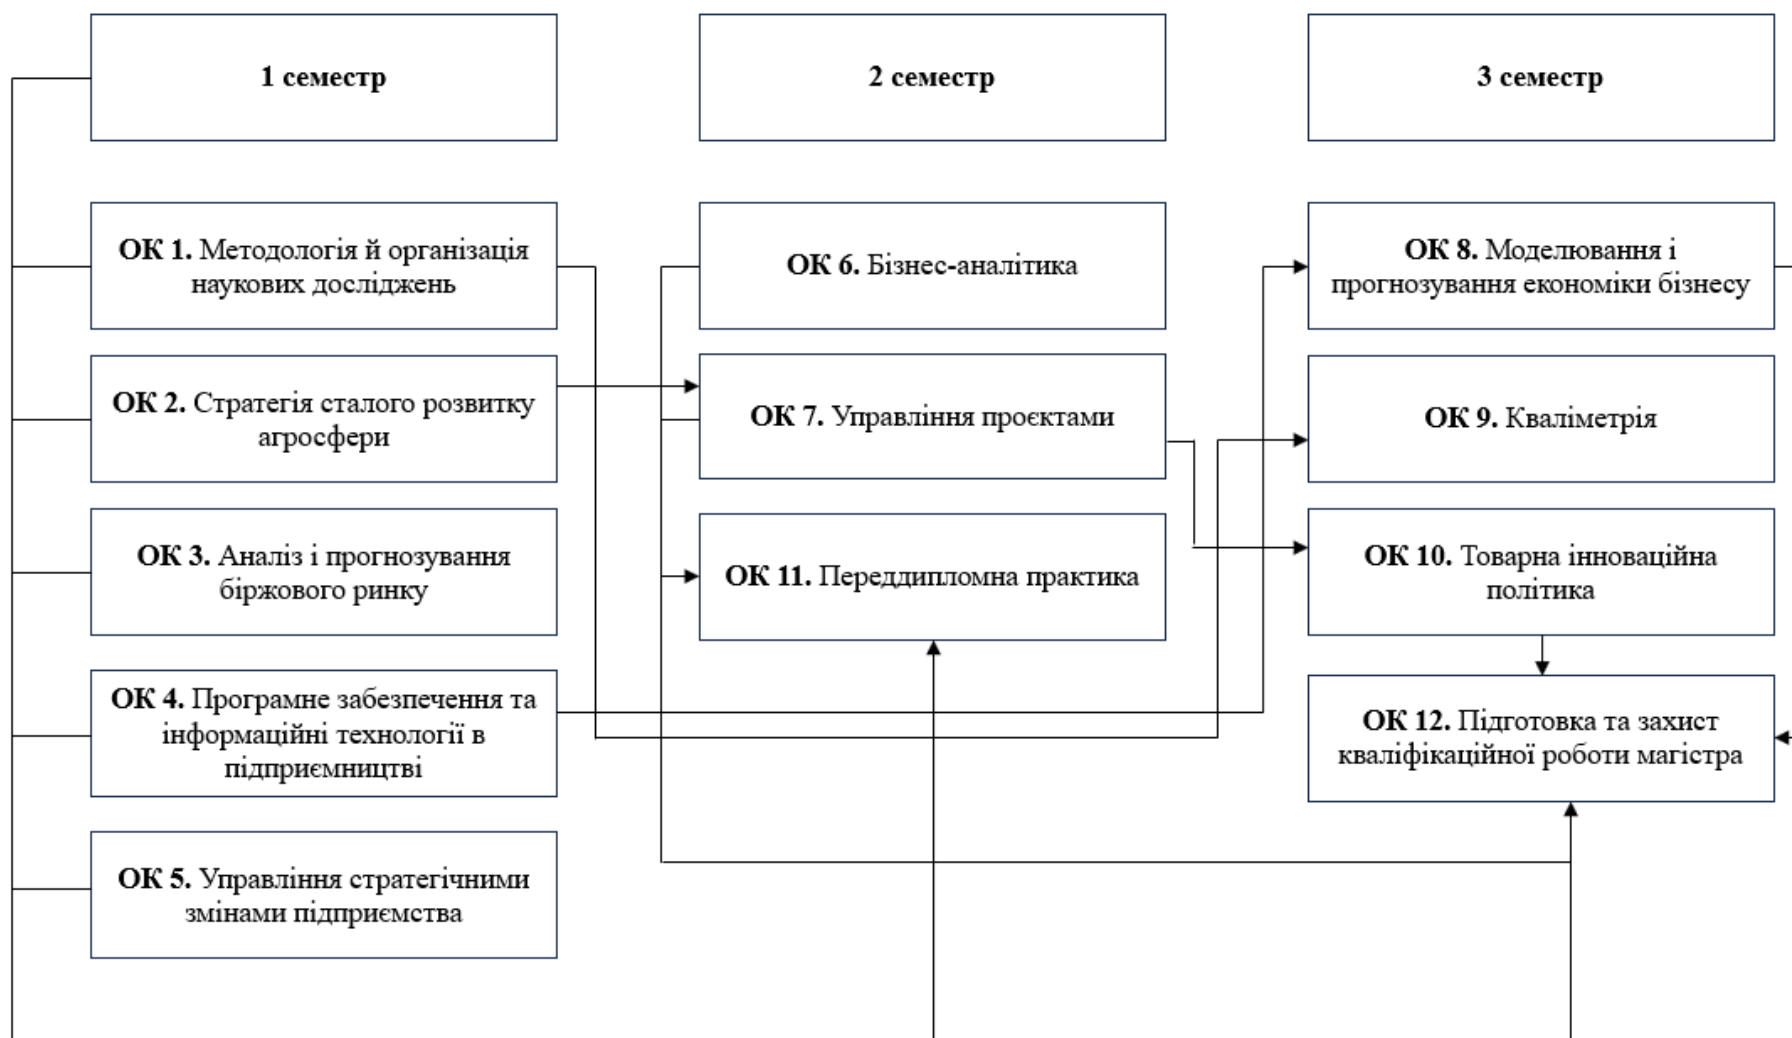 1 семестр
2 семестр
3 семестр
ОК 1. Методологія й організація
наукових досліджень
ОК 2. Стратегія сталого розвитку
агросфери
ОК 3. Аналіз і прогнозування
біржового ринку
ОК 4. Програмне забезпечення та
інформаційні технології в
підприємництві
ОК 5. Управління стратегічними
змінами підприємства
ОК 6. Бізнес-аналітика
ОК 7. Управління проєктами
ОК 11. Переддипломна практика
ОК 8. Моделювання і
прогнозування економіки бізнесу
ОК 9. Кваліметрія
ОК 10. Товарна інноваційна
політика
ОК 12. Підготовка та захист
кваліфікаційної роботи магістра